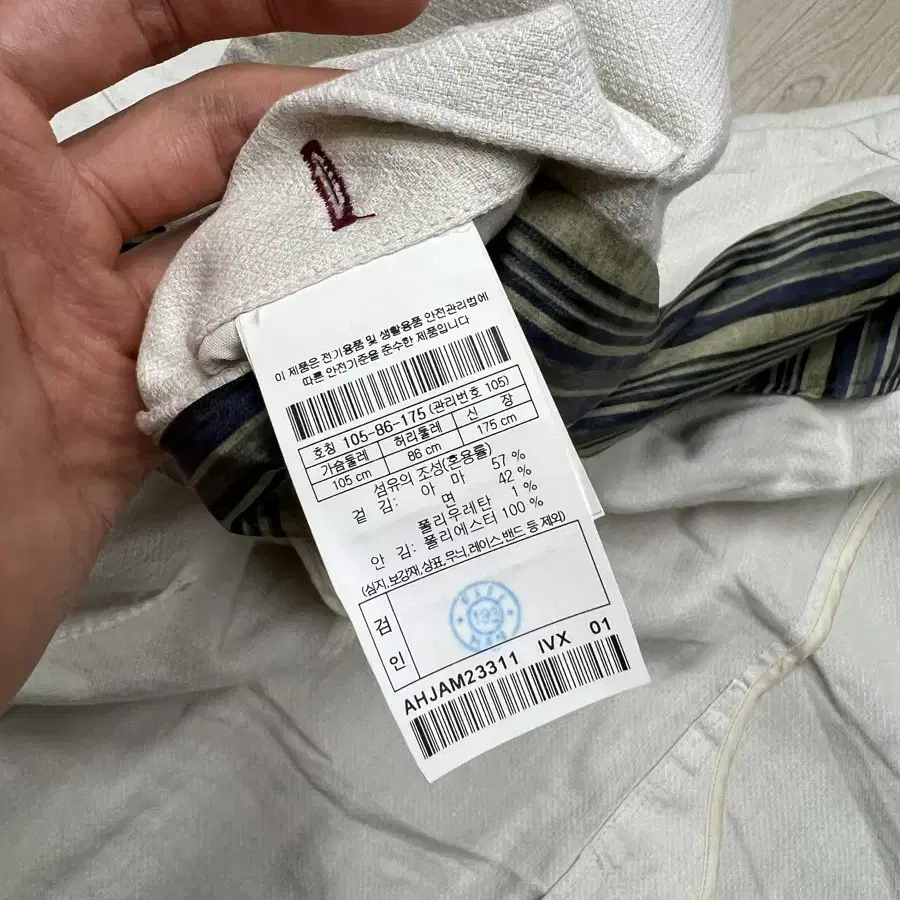 이 제품은 전기용품 및 생활용품 안전관리법에
따른 안전기준을 준수한 제품입니다
호칭 105-86-175 (관리번호 105)
가슴둘레 허리둘레 신 장
105 cm 86 cm 175 cm
섬유의 조성(혼용률)
겉 감: 아 마 57 %
면 42 %
폴리우레탄 1 %
안 감: 폴리에스터 100 %
(심지,보강재,상표,무늬,레이스,밴드 등 제외)
검
인
192
AHJAM23311 IVX 01